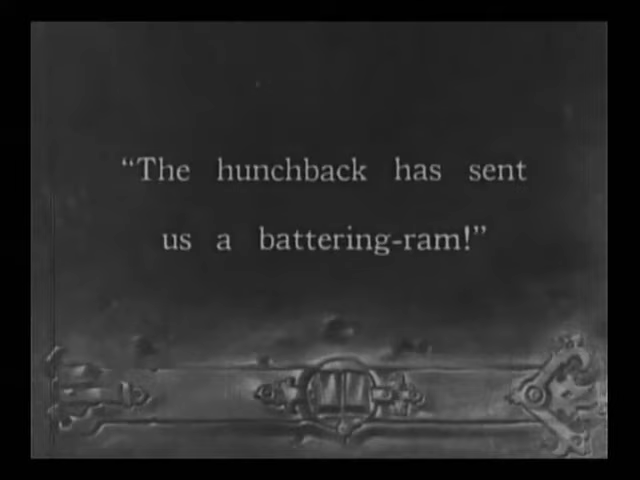 “The hunchback has sent
us a battering-ram!”